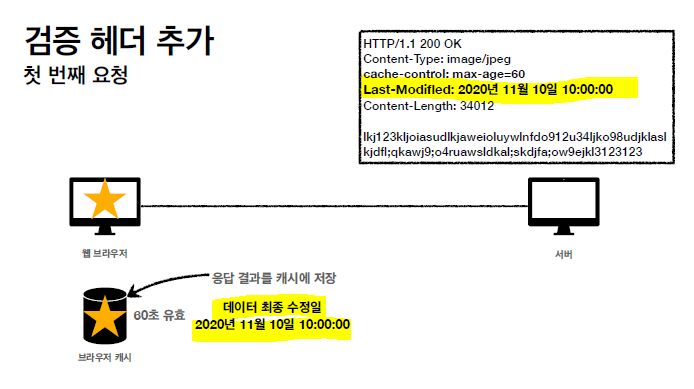 검증 헤더 추가
첫 번째 요청
HTTP/1.1 200 OK
Content-Type: image/jpeg
cache-control: max-age=60
Last-Modified: 2020년 11월 10일 10:00:00
Content-Length: 34012
lkj123kljoiasudlkjaweioluywlnfdo912u34ljko98udjklasl
kjdfl;qkawj9;o4ruawsldkal;skdjfa;ow9ejkl3123123
웹 브라우저
서버
응답 결과를 캐시에 저장
60초 유효
데이터 최종 수정일
2020년 11월 10일 10:00:00
브라우저 캐시